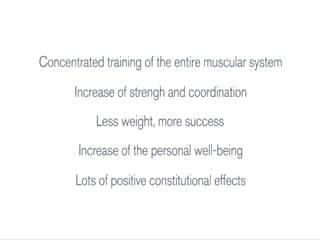 Concentrated training of the entire muscular system
Increase of strengh and coordination
Less weight, more success
Increase of the personal well-being
Lots of positive constitutional effects